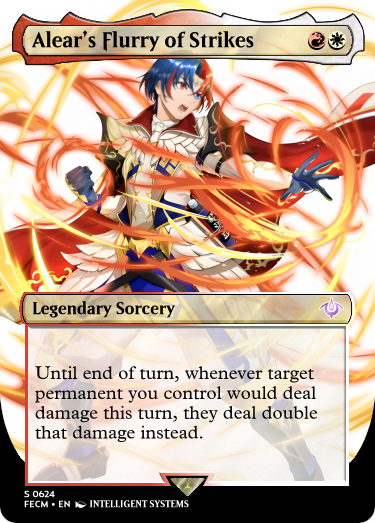 Alear's Flurry of Strikes
Legendary Sorcery
Until end of turn, whenever target
permanent you control would deal
damage this turn, they deal double
that damage instead.
S 0624
FECM • EN INTELLIGENT SYSTEMS